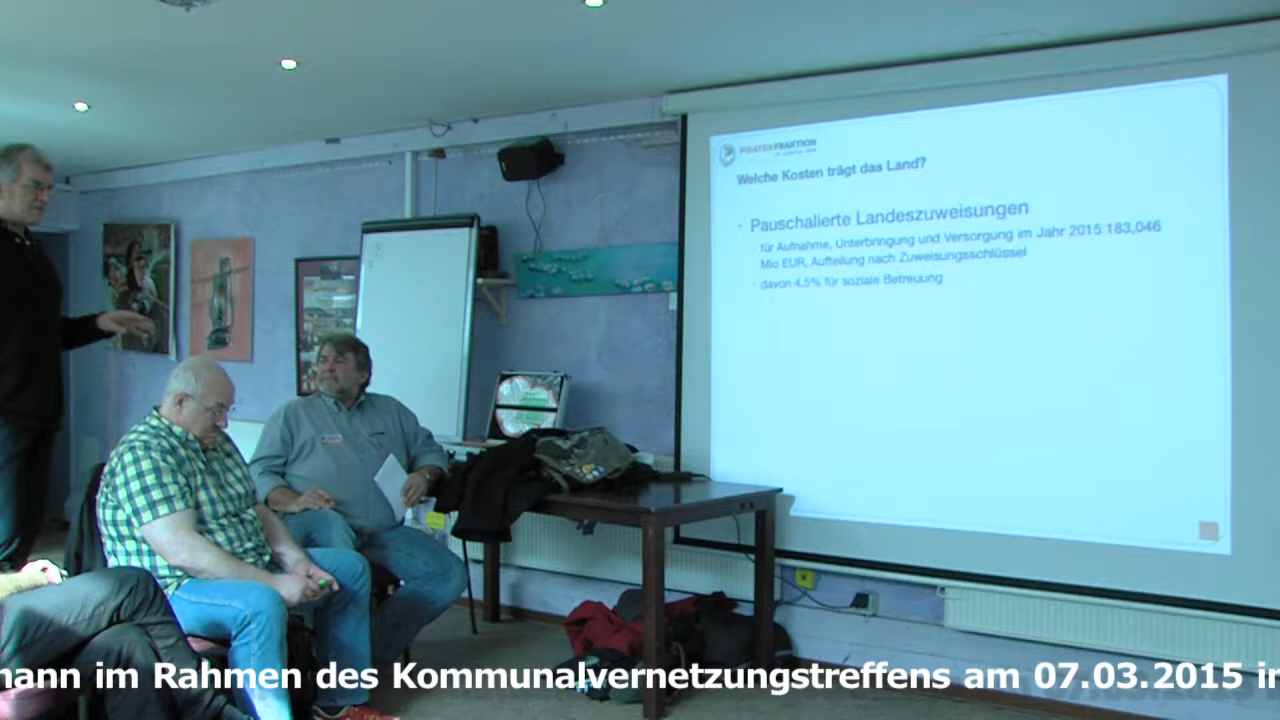 PIRATENFRAKTION
Welche Kosten trägt das Land?
· Pauschalierte Landeszuweisungen
für Aufnahme, Unterbringung und Versorgung im Jahr 2015 183,046
Mio EUR, Aufteilung nach Zuweisungsschlüssel
davon 4,5% für soziale Betreuung
mann im Rahmen des Kommunalvernetzungstreffens am 07.03.2015 in